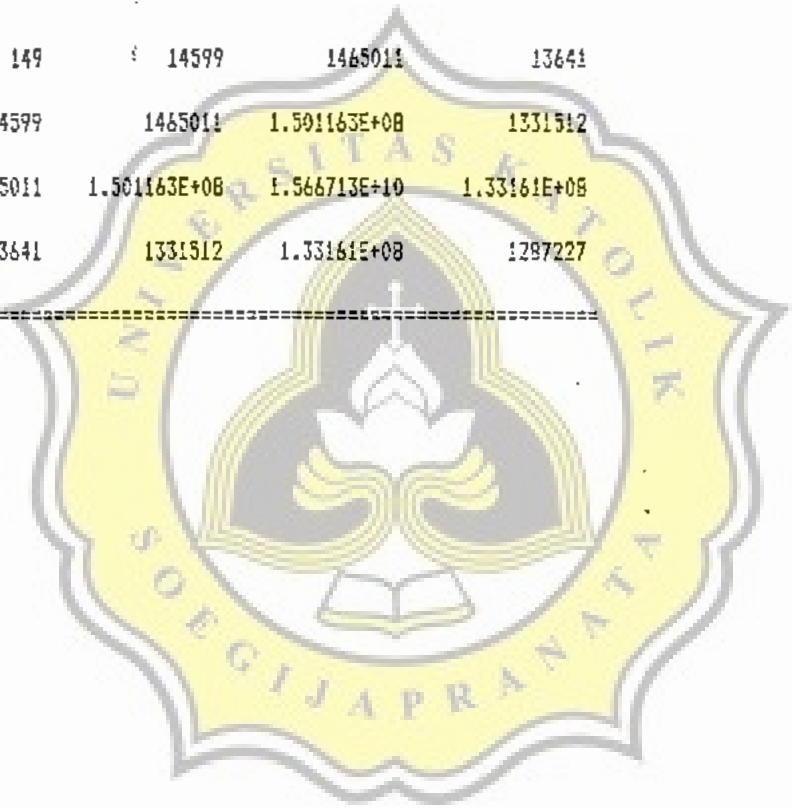 149 14599 1465011 13641
4599 1465011 1.501163E+08 1331512
5011 1.501163E+08 1.566713E+10 1.33161E+08
3641 1331512 1.33161E+08 1287227
UNIVERSITAS KATOLIK
SOEGIJAPRANATA